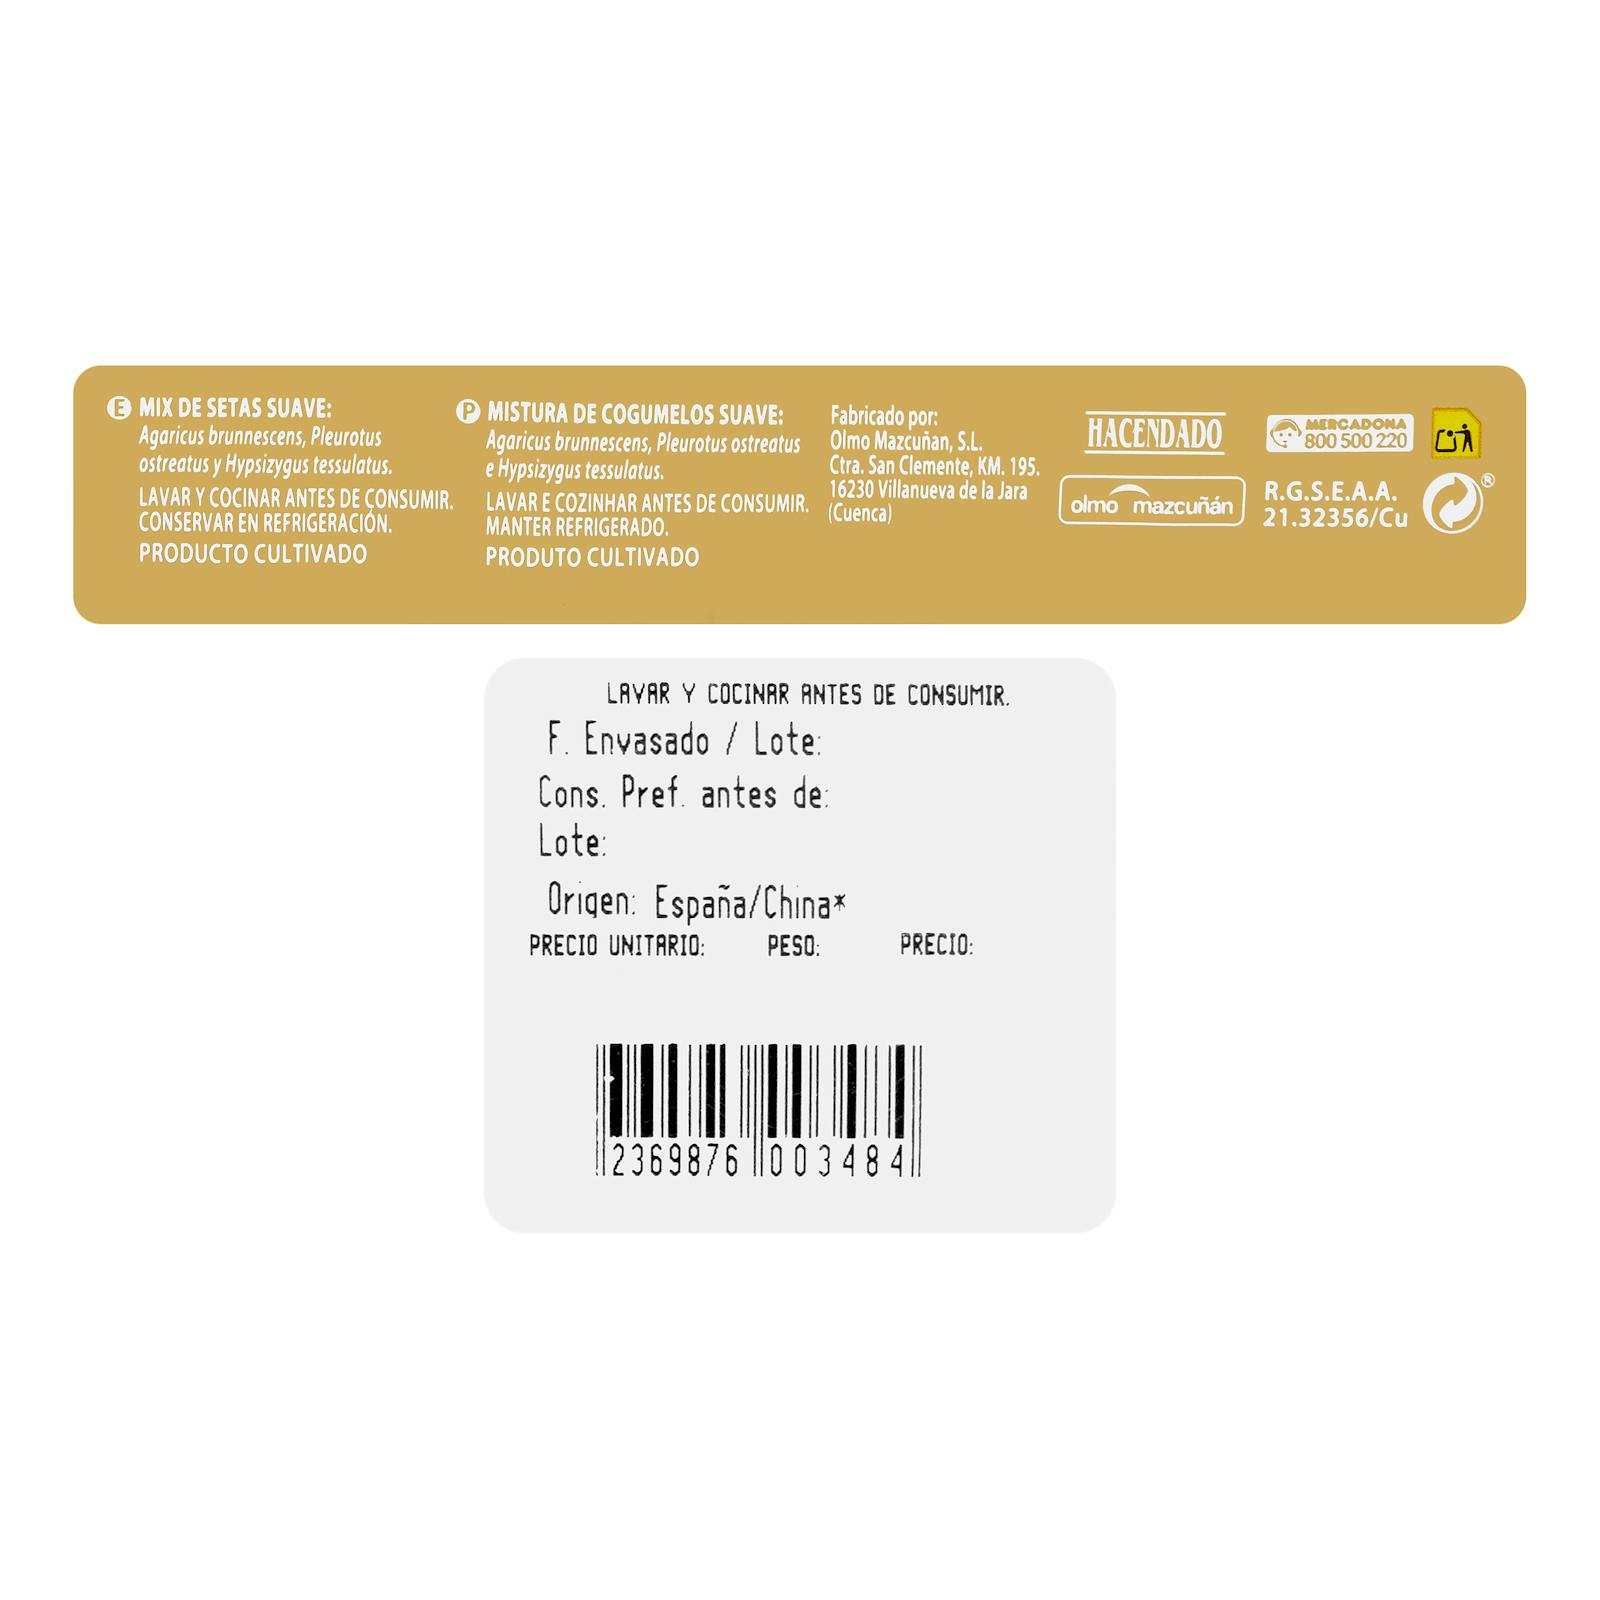 E MIX DE SETAS SUAVE:
Agaricus brunnescens, Pleurotus
ostreatus y Hypsizygus tessulatus.
LAVAR Y COCINAR ANTES DE CONSUMIR.
CONSERVAR EN REFRIGERACIÓN.
PRODUCTO CULTIVADO
P MISTURA DE COGUMELOS SUAVE:
Agaricus brunnescens, Pleurotus ostreatus
e Hypsizygus tessulatus.
LAVAR E COZINHAR ANTES DE CONSUMIR.
MANTER REFRIGERADO.
PRODUTO CULTIVADO
Fabricado por:
Olmo Mazcuñan, S.L.
Ctra. San Clemente, KM. 195.
16230 Villanueva de la Jara
(Cuenca)
HACENDADO
olmo mazcuñán
MERCADONA
800 500 220
R.G.S.E.A.A.
21.32356/Cu
®
LAVAR Y COCINAR ANTES DE CONSUMIR.
F. Envasado / Lote:
Cons. Pref. antes de:
Lote:
Origen: España/China*
PRECIO UNITARIO: PESO: PRECIO:
2369876 003484